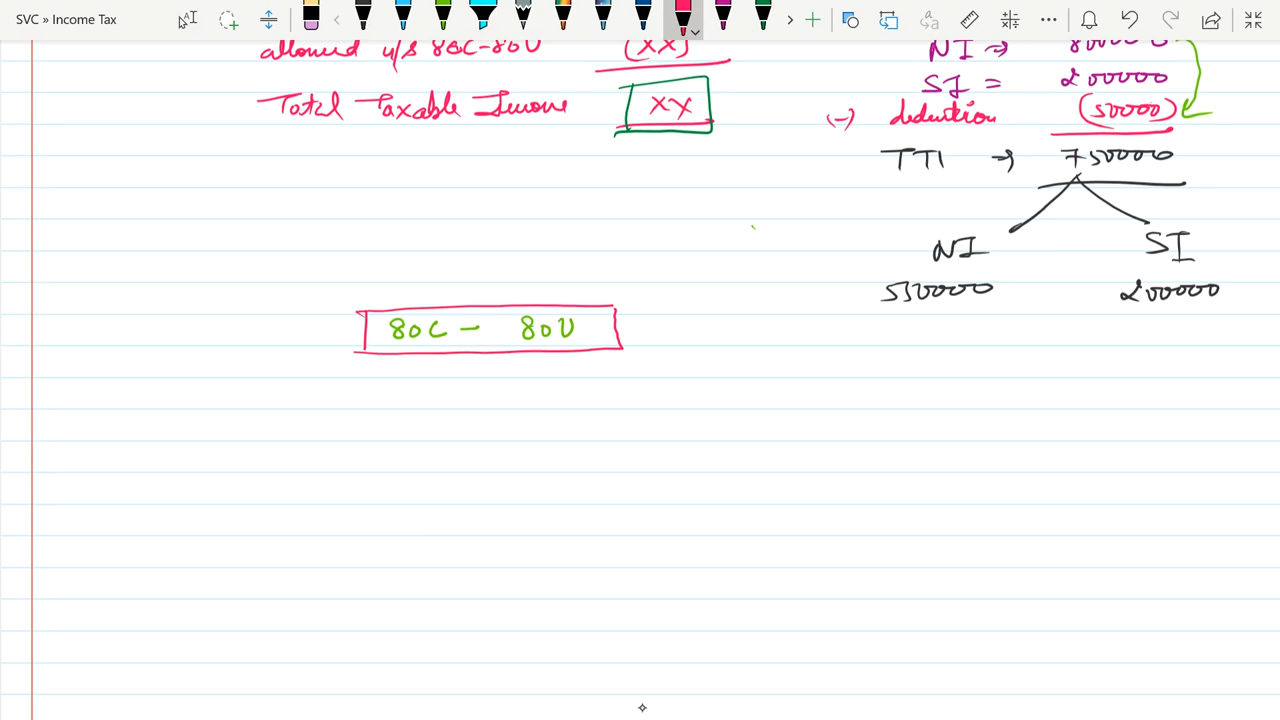 SVC » Income Tax
allowed u/s 80C-80U (XX)
Total Taxable Income XX
NI ⇒
SI = 200000
(-) deduction (50000)
TTI ⇒ 750000
NI SI
550000 200000
80C - 80U